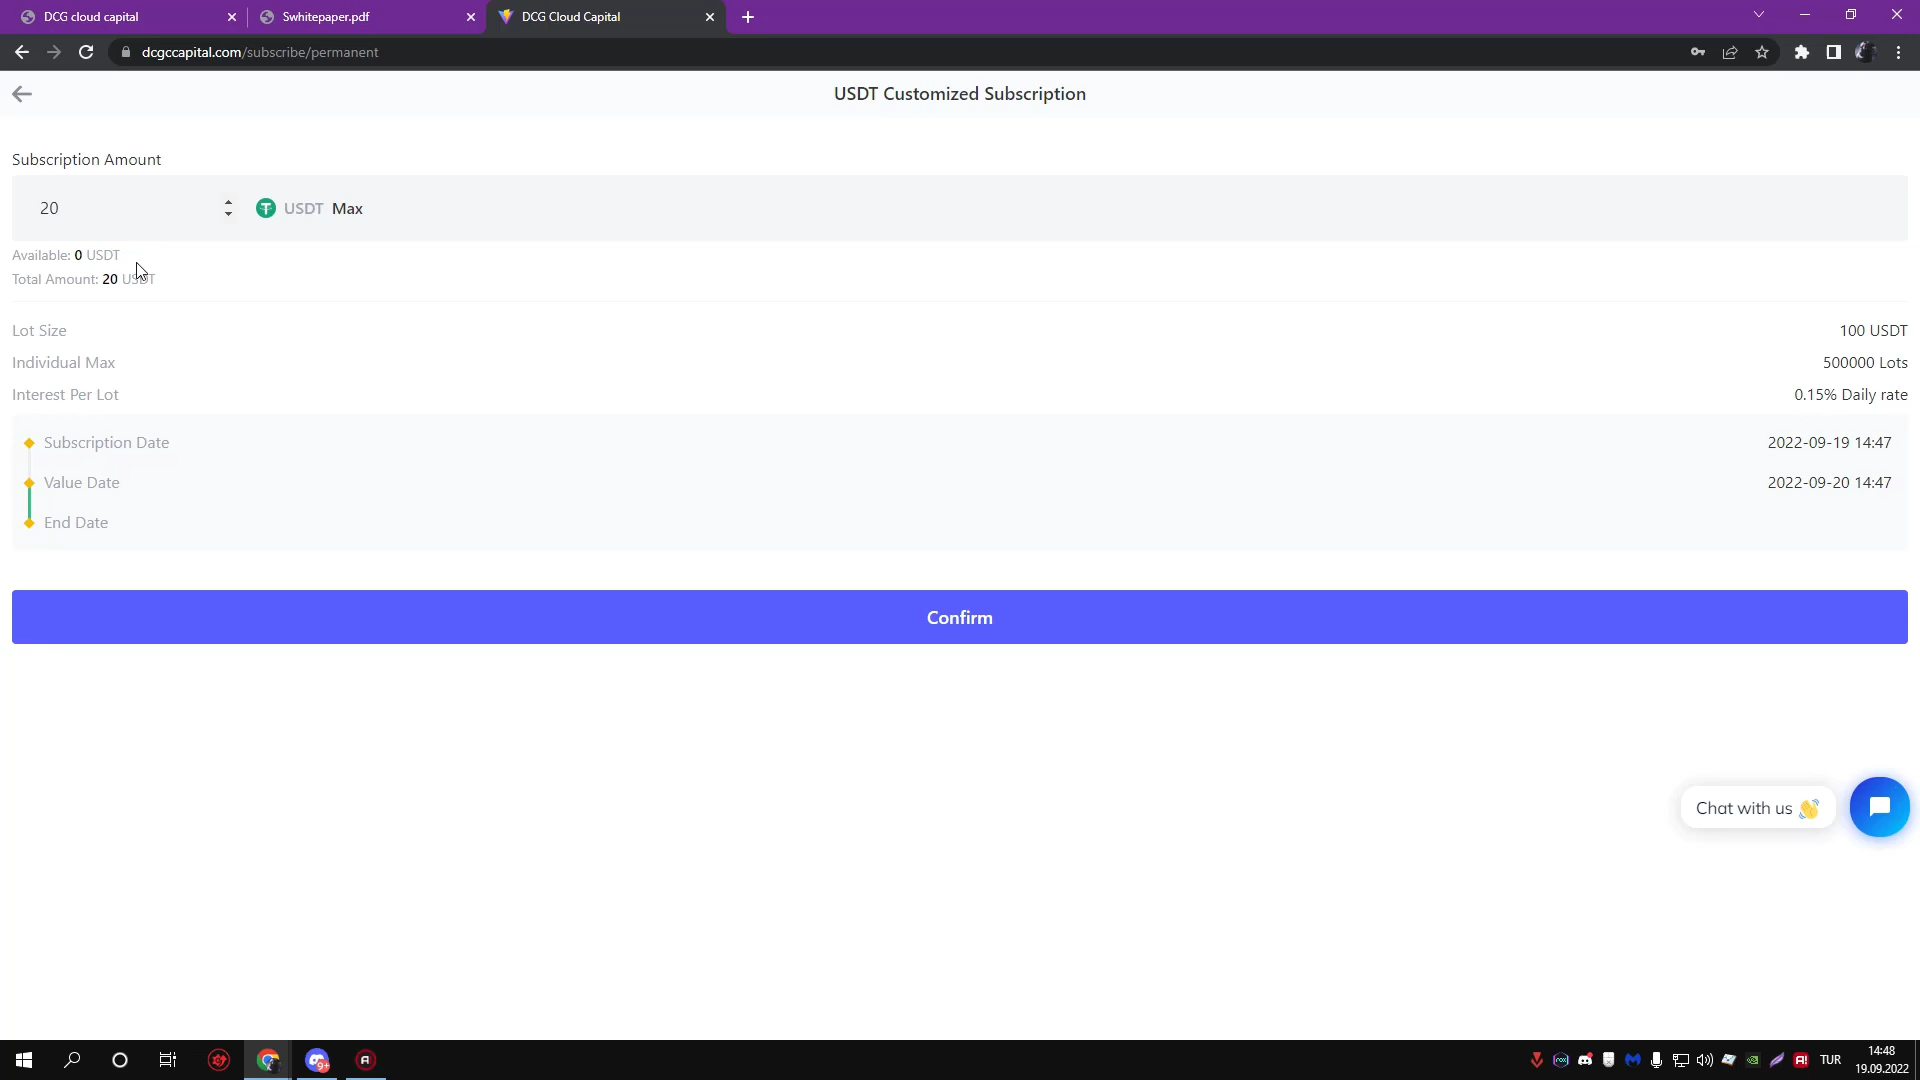 DCG cloud capital
Swhitepaper.pdf
DCG Cloud Capital
dcgccapital.com/subscribe/permanent
USDT Customized Subscription
Subscription Amount
20
USDT Max
Available: 0 USDT
Total Amount: 20 USDT
Lot Size 100 USDT
Individual Max 500000 Lots
Interest Per Lot 0.15% Daily rate
Subscription Date 2022-09-19 14:47
Value Date 2022-09-20 14:47
End Date
Confirm
Chat with us 👋
9+
TUR
14:48
19.09.2022